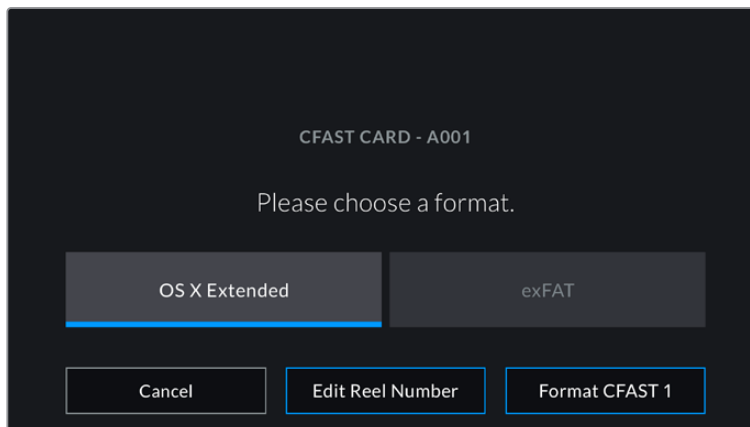 CFAST CARD - A001
Please choose a format.
OS X Extended
exFAT
Cancel
Edit Reel Number
Format CFAST 1